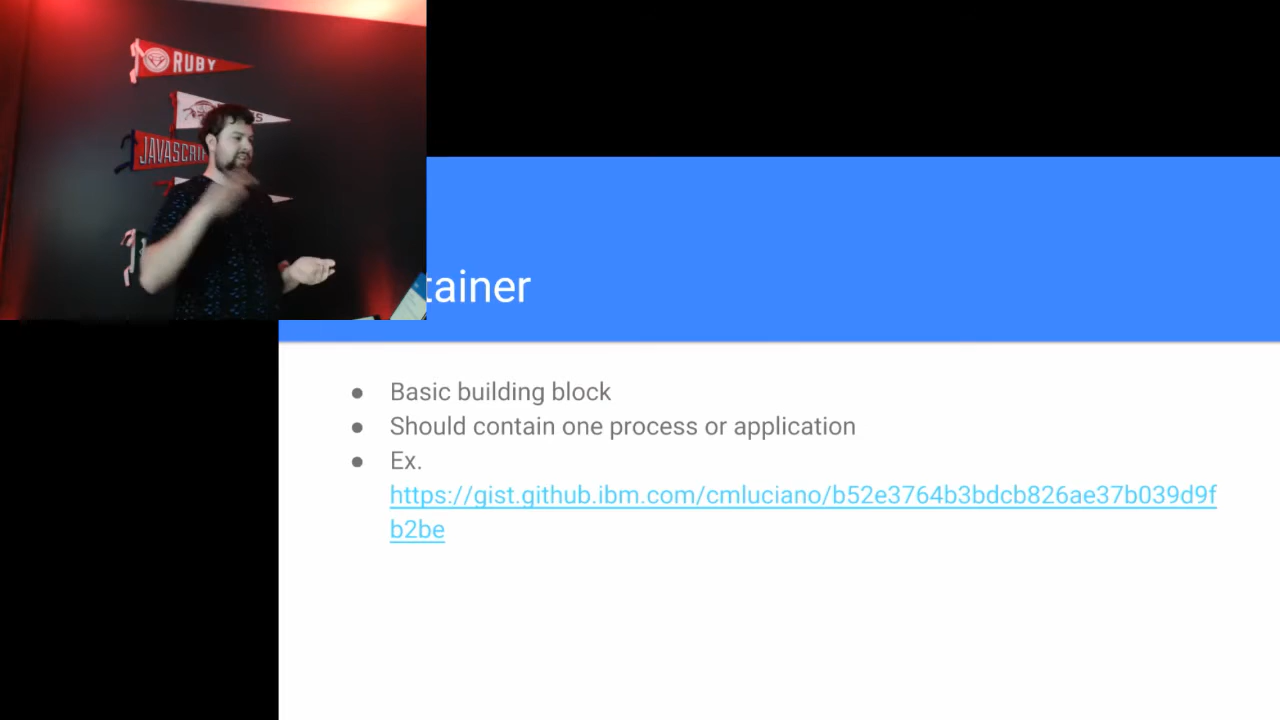 RUBY
JAVASCRI
tainer
● Basic building block
● Should contain one process or application
● Ex.
https://gist.github.ibm.com/cmluciano/b52e3764b3bdcb826ae37b039d9f
b2be